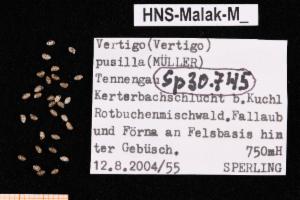 HNS-Malak-M_
Vertigo(Vertigo)
pusilla(MÜLLER)
Tennengau Sp30.745
Kerterbachschlucht b.Kuchl
Rotbuchenmischwald.Fallaub
und Förna an Felsbasis hin
ter Gebüsch. 750mH
12.8.2004/55 SPERLING